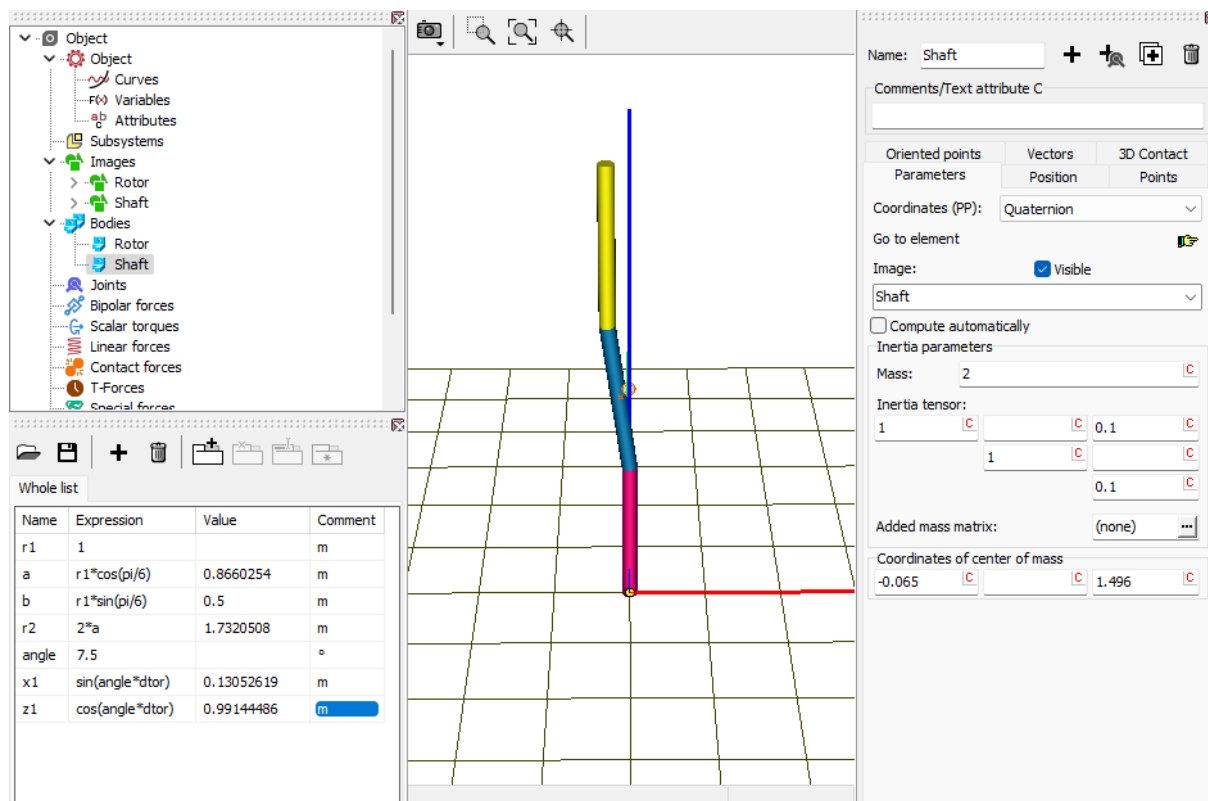 Object
Object
Curves
F(x) Variables
ab c Attributes
Subsystems
Images
Rotor
Shaft
Bodies
Rotor
Shaft
Joints
Bipolar forces
Scalar torques
Linear forces
Contact forces
T-Forces
Special forces
Whole list
Name Expression Value Comment
r1 1 m
a r1*cos(pi/6) 0.8660254 m
b r1*sin(pi/6) 0.5 m
r2 2*a 1.7320508 m
angle 7.5 °
x1 sin(angle*dtor) 0.13052619 m
z1 cos(angle*dtor) 0.99144486 m
Name: Shaft
Comments/Text attribute C
Oriented points Vectors 3D Contact
Parameters Position Points
Coordinates (PP): Quaternion
Go to element
Image: Visible
Shaft
Compute automatically
Inertia parameters
Mass: 2 C
Inertia tensor:
1 C C 0.1 C
1 C C
0.1 C
Added mass matrix: (none) ...
Coordinates of center of mass
-0.065 C C 1.496 C